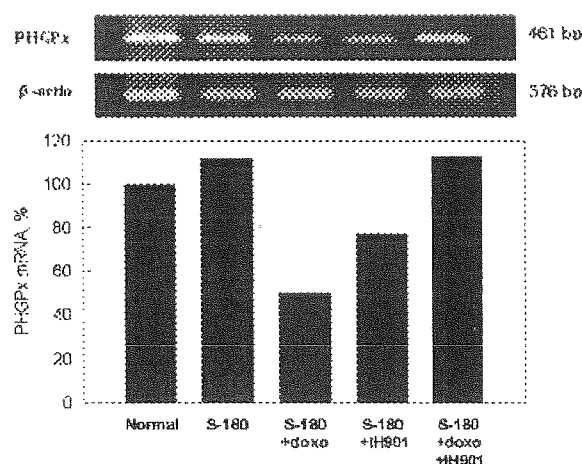 PHGPx 461 bp
β-actin 376 bp
PHGPx mRNA, %
120
100
80
60
40
20
0
Normal S-180 S-180 S-180 S-180
+doxo +IH901 +doxo
+IH901